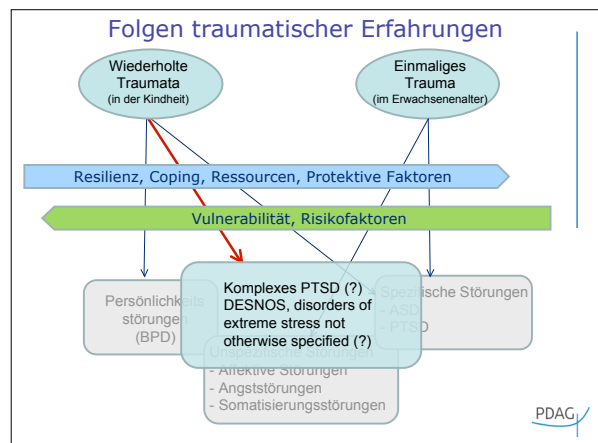 Folgen traumatischer Erfahrungen
Wiederholte
Traumata
(in der Kindheit)
Einmaliges
Trauma
(im Erwachsenenalter)
Resilienz, Coping, Ressourcen, Protektive Faktoren
Vulnerabilität, Risikofaktoren
Persönlichkeits
störungen
(BPD)
Komplexes PTSD (?)
DESNOS, disorders of
extreme stress not
otherwise specified (?)
Spezifische Störungen
- ASD
- PTSD
Unspezifische Störungen
- Affektive Störungen
- Angststörungen
- Somatisierungsstörungen
PDAG